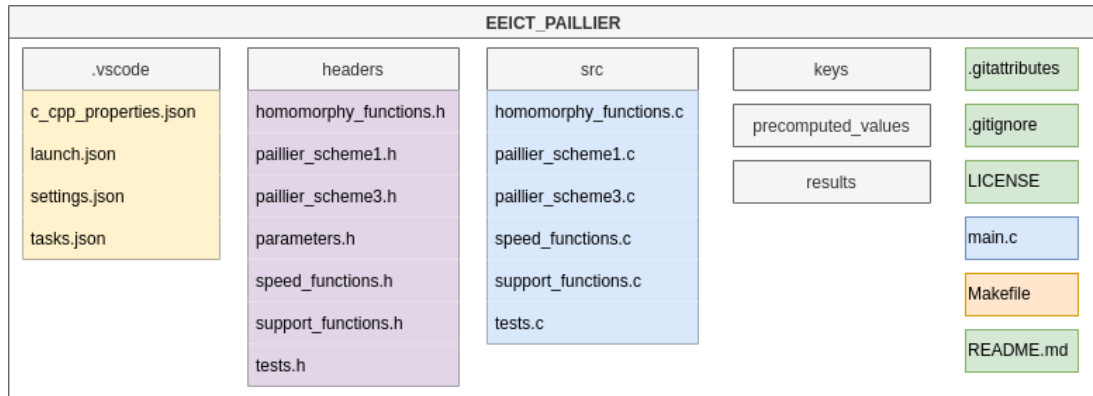 EEICT_PAILLIER
.vscode
c_cpp_properties.json
launch.json
settings.json
tasks.json
headers
homomorphy_functions.h
paillier_scheme1.h
paillier_scheme3.h
parameters.h
speed_functions.h
support_functions.h
tests.h
src
homomorphy_functions.c
paillier_scheme1.c
paillier_scheme3.c
speed_functions.c
support_functions.c
tests.c
keys
precomputed_values
results
.gitattributes
.gitignore
LICENSE
main.c
Makefile
README.md